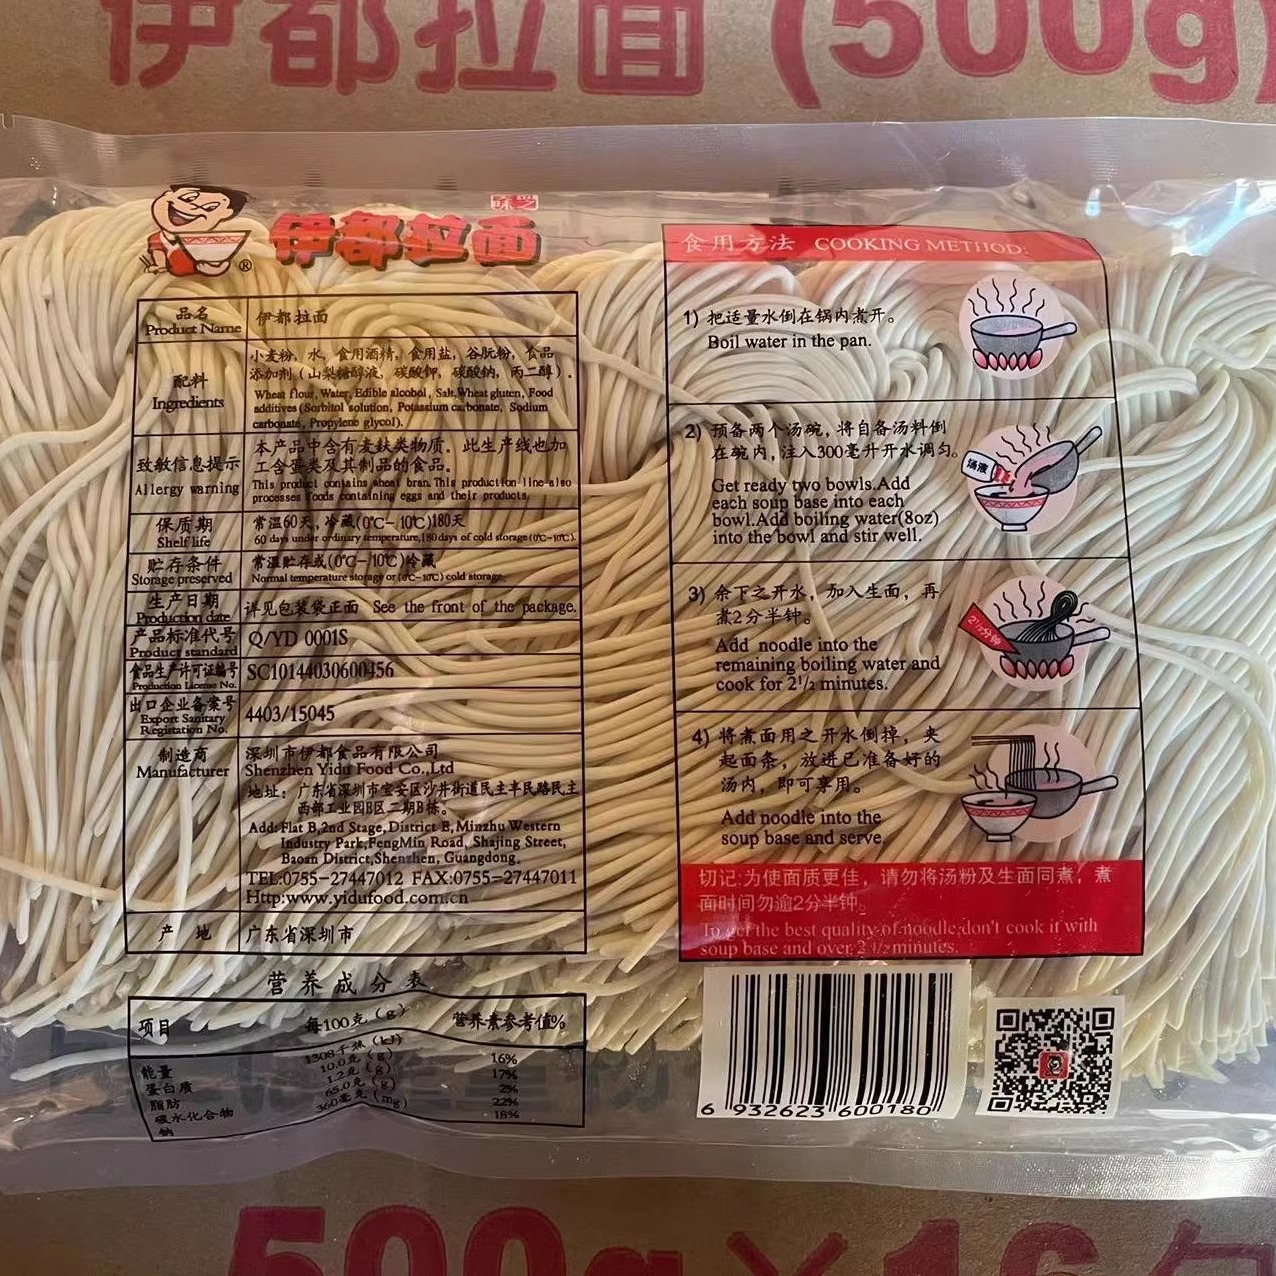 伊都拉面(500g)
味芝
伊都拉面
®
品名
Product Name
伊都拉面
配料
Ingredients
小麦粉，水，食用酒精，食用盐，谷朊粉，食品
添加剂（山梨糖醇液，碳酸钾，碳酸钠，丙二醇）.
Wheat flour, Water, Edible alcohol, Salt, Wheat gluten, Food
additives (Sorbitol solution, Potassium carbonate, Sodium
carbonate, Propylene glycol).
致敏信息提示
Allergy warning
本产品中含有麦麸类物质。此生产线也加
工含蛋类及其制品的食品。
This product contains wheat bran. This production line also
processes foods containing eggs and their products.
保质期
Shelf life
常温60天，冷藏(0℃-10℃)180天
60 days under ordinary temperature, 180 days of cold storage (0℃-10℃).
贮存条件
Storage preserved
常温贮存或(0℃-10℃)冷藏
Normal temperature storage or (0℃-10℃) cold storage.
生产日期
Production date
详见包装袋正面 See the front of the package.
产品标准代号
Product standard
Q/YD 0001S
食品生产许可证编号
Production License No.
SC10144030600456
出口企业备案号
Export Sanitary
Registation No.
4403/15045
制造商
Manufacturer
深圳市伊都食品有限公司
Shenzhen Yidu Food Co.,Ltd
地址：广东省深圳市宝安区沙井街道民主丰民路民主
西部工业园B区二期B栋。
Add: Flat B,2nd Stage, District B, Minzhu Western
Industry Park, FengMin Road, Shajing Street,
Baoan District, Shenzhen, Guangdong.
TEL:0755-27447012 FAX:0755-27447011
Http:www.yidufood.com.cn
产地
广东省深圳市
营养成分表
项目 每100克（g） 营养素参考值%
能量 1308千焦（kJ） 16%
蛋白质 10.0克（g） 17%
脂肪 1.2克（g） 2%
碳水化合物 65.0克（g） 22%
钠 360毫克（mg） 18%
食用方法 COOKING METHOD:
1) 把适量水倒在锅内煮开。
Boil water in the pan.
2) 预备两个汤碗，将自备汤料倒
在碗内，注入300毫升开水调匀。
Get ready two bowls.Add
each soup base into each
bowl.Add boiling water(8oz)
into the bowl and stir well.
汤液
3) 余下之开水，加入生面，再
煮2分半钟。
Add noodle into the
remaining boiling water and
cook for 2 1/2 minutes.
2 1/2分钟
4) 将煮面用之开水倒掉，夹
起面条，放进已准备好的
汤内，即可享用。
Add noodle into the
soup base and serve.
切记:为使面质更佳，请勿将汤粉及生面同煮，煮
面时间勿逾2分半钟。
To get the best quality of noodle,don't cook it with
soup base and over 2 1/2 minutes.
6 932623 600180
500g×16